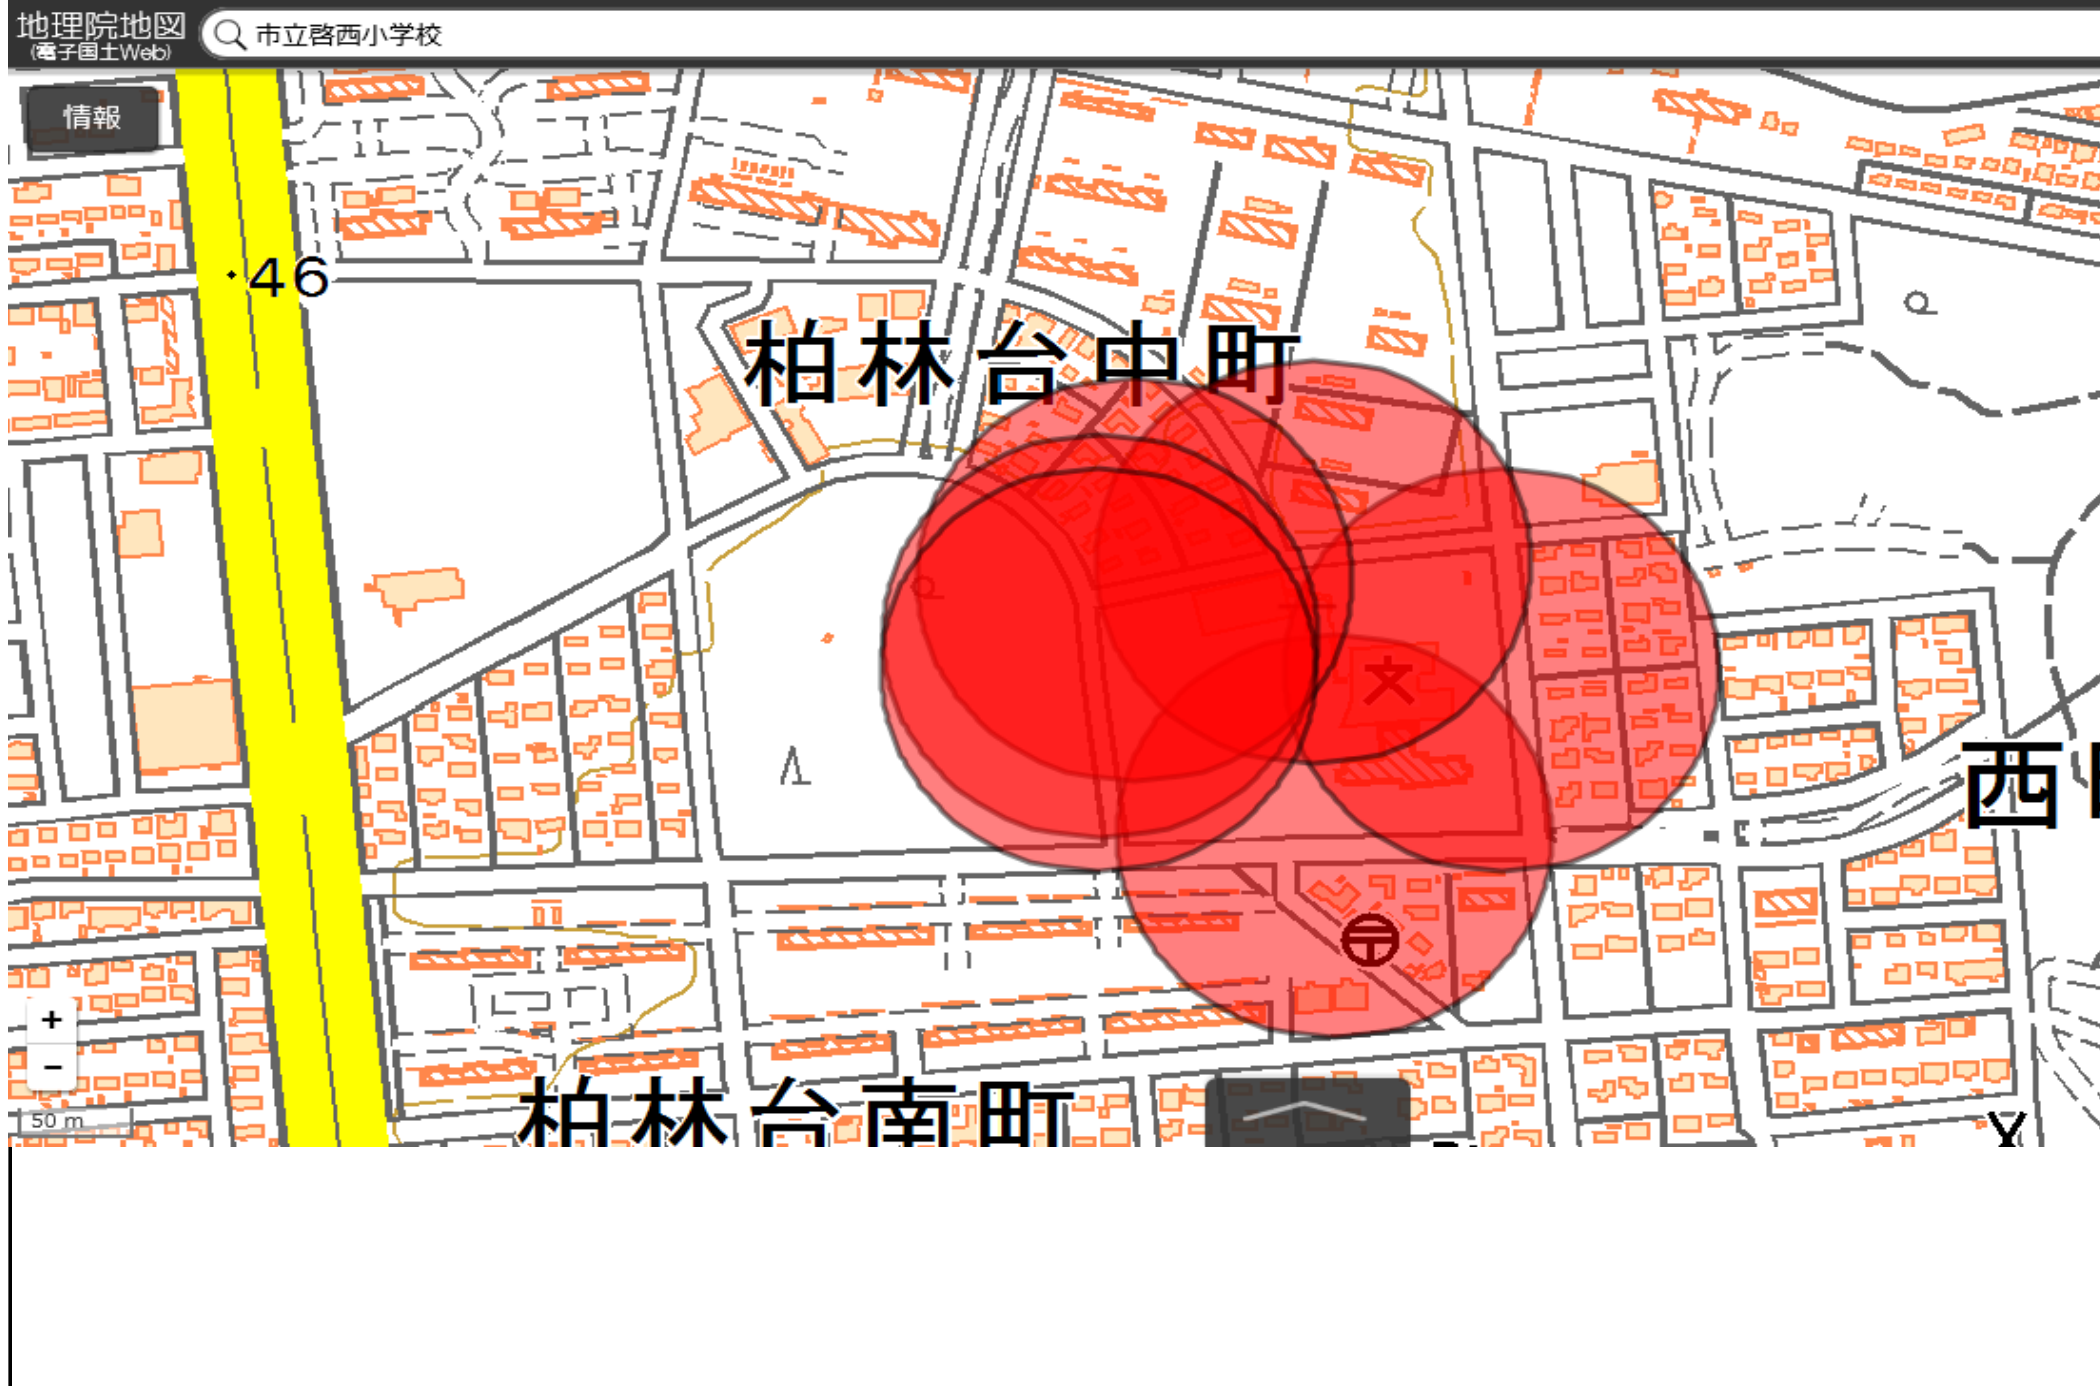 地理院地図
(電子国土Web)
市立啓西小学校
情報
46
柏林台中町
文
西
+
−
50 m
柏林台南町